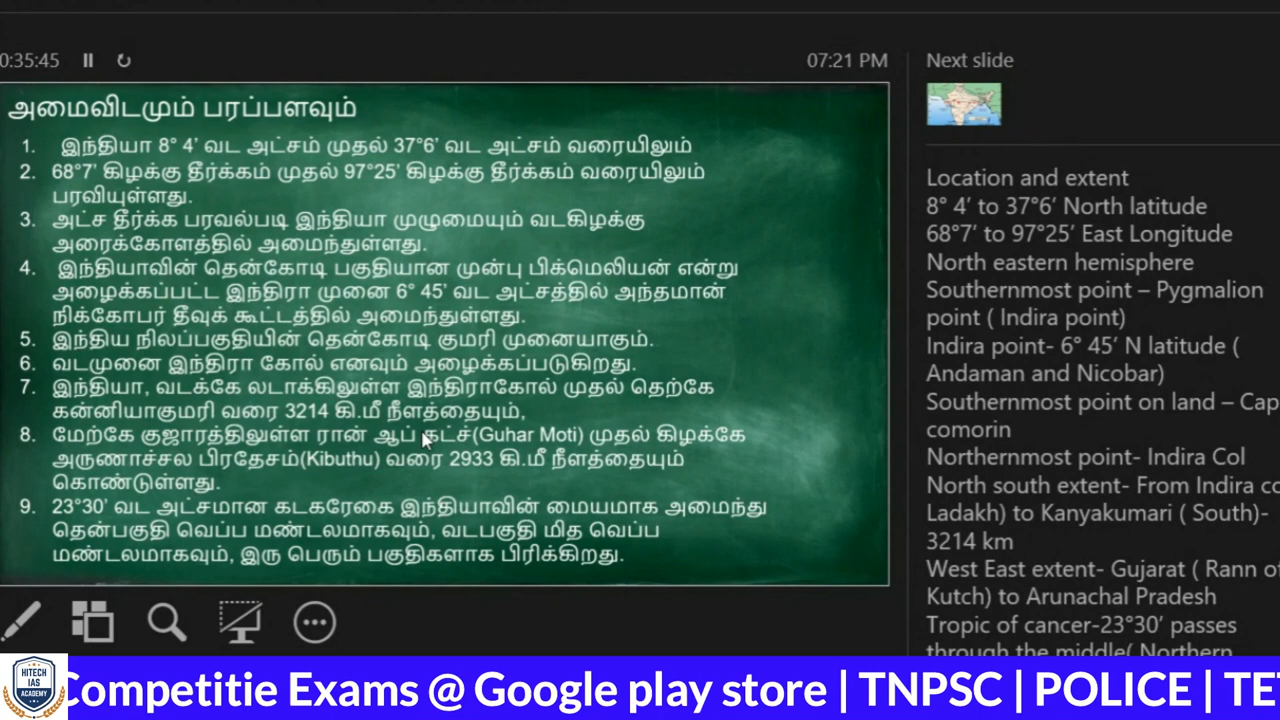 0:35:45
07:21 PM
Next slide
அமைவிடமும் பரப்பளவும்
1. இந்தியா 8° 4’ வட அட்சம் முதல் 37°6’ வட அட்சம் வரையிலும்
2. 68°7’ கிழக்கு தீர்க்கம் முதல் 97°25’ கிழக்கு தீர்க்கம் வரையிலும்
பரவியுள்ளது.
3. அட்ச தீர்க்க பரவல்படி இந்தியா முழுமையும் வடகிழக்கு
அரைக்கோளத்தில் அமைந்துள்ளது.
4. இந்தியாவின் தென்கோடி பகுதியான முன்பு பிக்மெலியன் என்று
அழைக்கப்பட்ட இந்திரா முனை 6° 45’ வட அட்சத்தில் அந்தமான்
நிக்கோபர் தீவுக் கூட்டத்தில் அமைந்துள்ளது.
5. இந்திய நிலப்பகுதியின் தென்கோடி குமரி முனையாகும்.
6. வடமுனை இந்திரா கோல் எனவும் அழைக்கப்படுகிறது.
7. இந்தியா, வடக்கே லடாக்கிலுள்ள இந்திராகோல் முதல் தெற்கே
கன்னியாகுமரி வரை 3214 கி.மீ நீளத்தையும்,
8. மேற்கே குஜாரத்திலுள்ள ரான் ஆப் கட்ச்(Guhar Moti) முதல் கிழக்கே
அருணாச்சல பிரதேசம்(Kibuthu) வரை 2933 கி.மீ நீளத்தையும்
கொண்டுள்ளது.
9. 23°30’ வட அட்சமான கடகரேகை இந்தியாவின் மையமாக அமைந்து
தென்பகுதி வெப்ப மண்டலமாகவும், வடபகுதி மித வெப்ப
மண்டலமாகவும், இரு பெரும் பகுதிகளாக பிரிக்கிறது.
Location and extent
8° 4’ to 37°6’ North latitude
68°7’ to 97°25’ East Longitude
North eastern hemisphere
Southernmost point – Pygmalion
point ( Indira point)
Indira point- 6° 45’ N latitude (
Andaman and Nicobar)
Southernmost point on land – Cap
comorin
Northernmost point- Indira Col
North south extent- From Indira co
Ladakh) to Kanyakumari ( South)-
3214 km
West East extent- Gujarat ( Rann of
Kutch) to Arunachal Pradesh
Tropic of cancer-23°30’ passes
through the middle( Northern
HITECH
IAS
ACADEMY
Competitie Exams @ Google play store | TNPSC | POLICE | TE